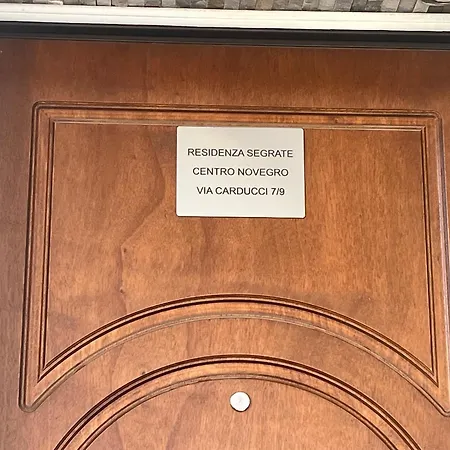 RESIDENZA SEGRATE
CENTRO NOVEGRO
VIA CARDUCCI 7/9